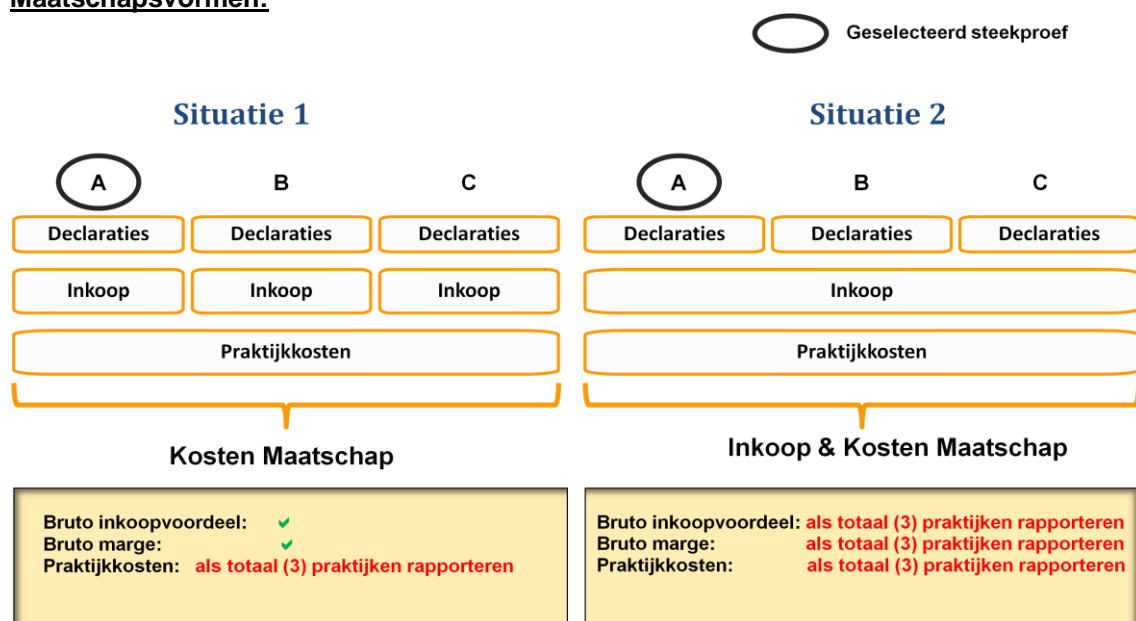 Maatschapsvormen:
Geselecteerd steekproef
Situatie 1
A B C
Declaraties Declaraties Declaraties
Inkoop Inkoop Inkoop
Praktijkkosten
Kosten Maatschap
Bruto inkoopvoordeel: ✓
Bruto marge: ✓
Praktijkkosten: als totaal (3) praktijken rapporteren
Situatie 2
A B C
Declaraties Declaraties Declaraties
Inkoop
Praktijkkosten
Inkoop & Kosten Maatschap
Bruto inkoopvoordeel: als totaal (3) praktijken rapporteren
Bruto marge: als totaal (3) praktijken rapporteren
Praktijkkosten: als totaal (3) praktijken rapporteren